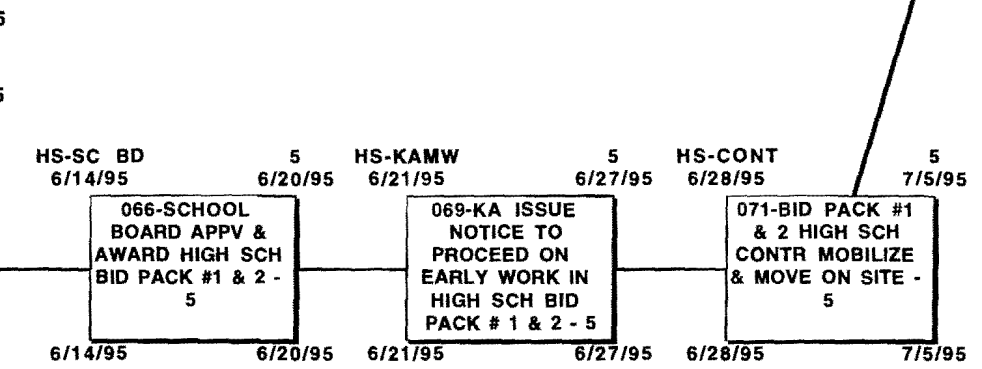 6
5
HS-SC BD 5
6/14/95 6/20/95
066-SCHOOL
BOARD APPV &
AWARD HIGH SCH
BID PACK #1 & 2 -
5
6/14/95 6/20/95
HS-KAMW 5
6/21/95 6/27/95
069-KA ISSUE
NOTICE TO
PROCEED ON
EARLY WORK IN
HIGH SCH BID
PACK # 1 & 2 - 5
6/21/95 6/27/95
HS-CONT 5
6/28/95 7/5/95
071-BID PACK #1
& 2 HIGH SCH
CONTR MOBILIZE
& MOVE ON SITE -
5
6/28/95 7/5/95